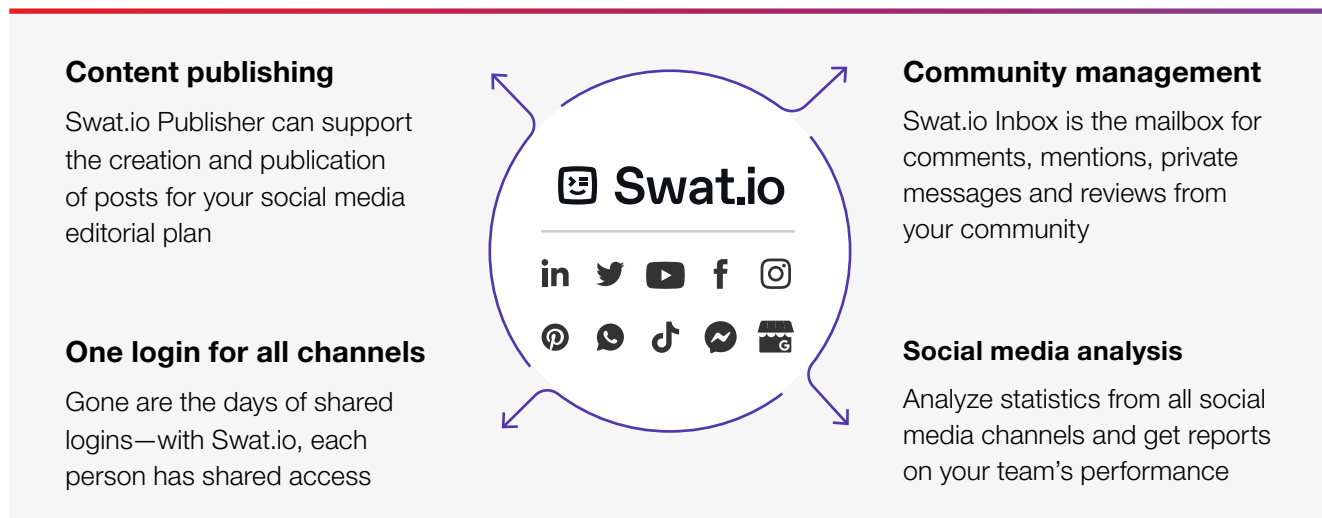 Content publishing
Swat.io Publisher can support
the creation and publication
of posts for your social media
editorial plan
Swat.io
in
f
G
Community management
Swat.io Inbox is the mailbox for
comments, mentions, private
messages and reviews from
your community
One login for all channels
Gone are the days of shared
logins—with Swat.io, each
person has shared access
Social media analysis
Analyze statistics from all social
media channels and get reports
on your team’s performance